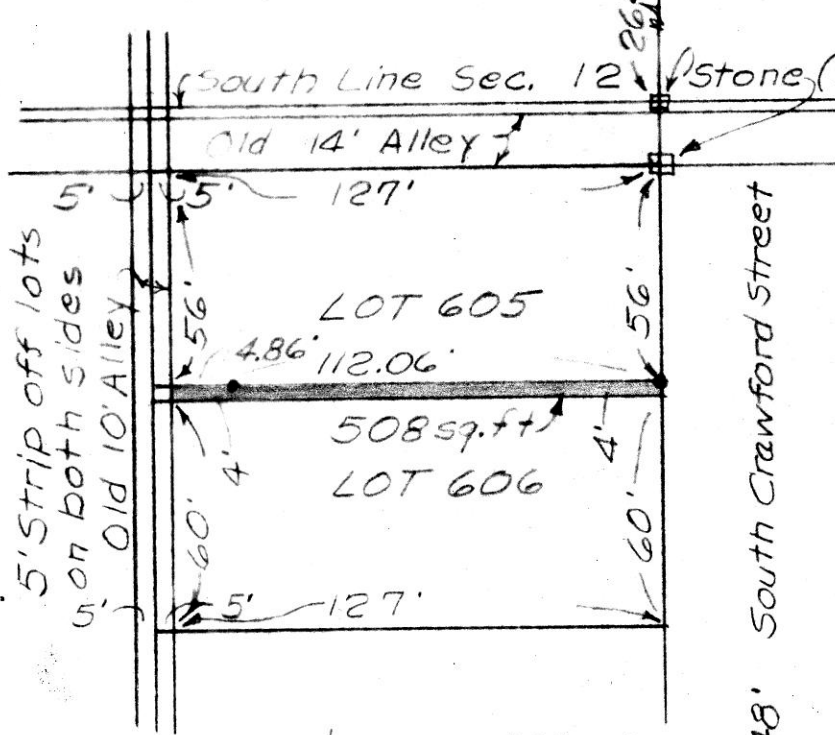 26'
South Line Sec. 12
Stone (
Old 14' Alley
5' 5' 127'
5' Strip off lots
on both sides
Old 10' Alley
56'
56'
LOT 605
4.86' 112.06'
508 sq.ft.
4'
4'
LOT 606
60'
60'
5' 5' 127'
South Crawford Street
48'